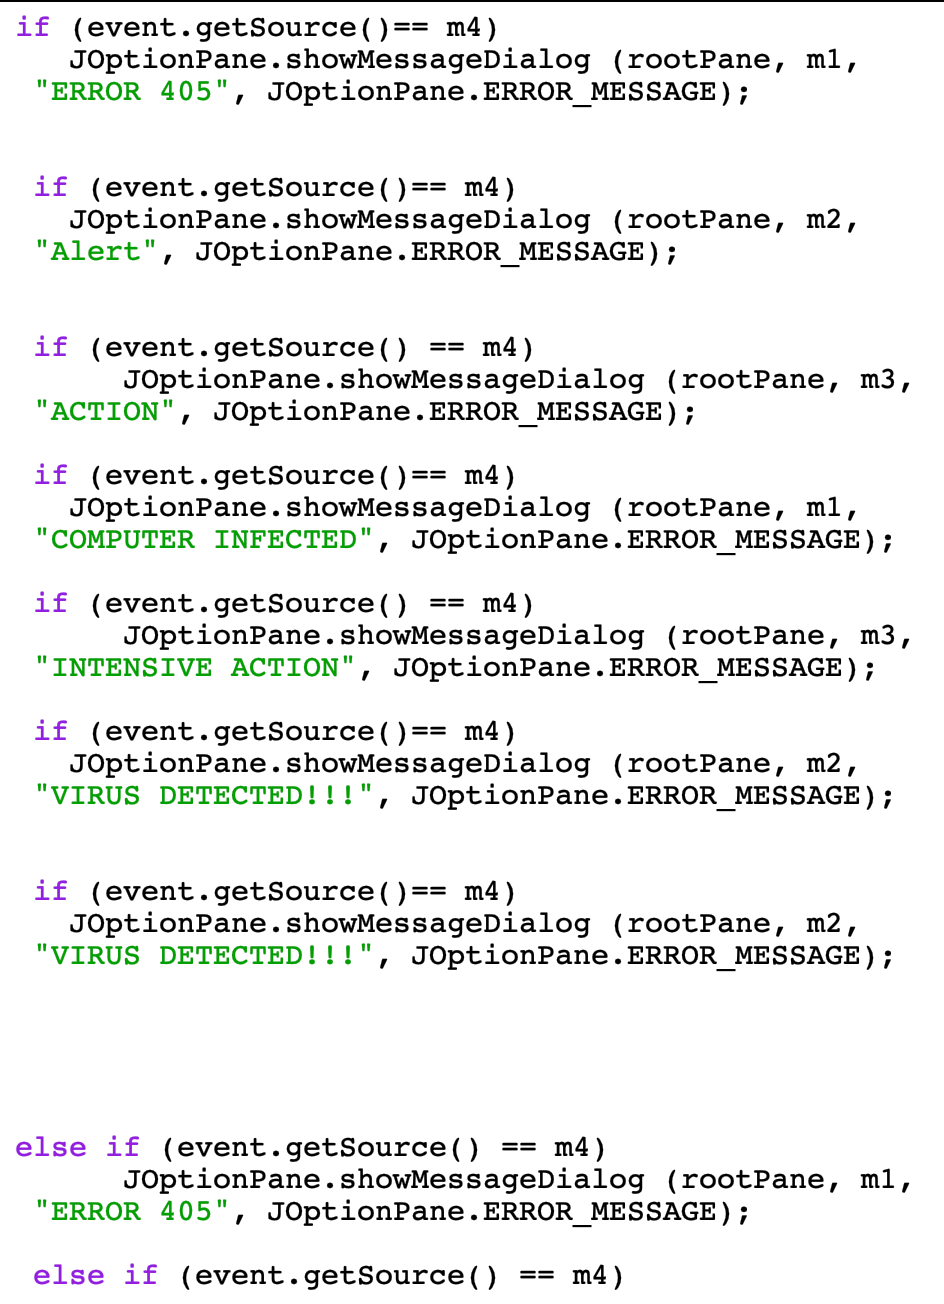 if (event.getSource()== m4)
JOptionPane.showMessageDialog (rootPane, m1,
"ERROR 405", JOptionPane.ERROR_MESSAGE);
if (event.getSource()== m4)
JOptionPane.showMessageDialog (rootPane, m2,
"Alert", JOptionPane.ERROR_MESSAGE);
if (event.getSource() == m4)
JOptionPane.showMessageDialog (rootPane, m3,
"ACTION", JOptionPane.ERROR_MESSAGE);
if (event.getSource()== m4)
JOptionPane.showMessageDialog (rootPane, m1,
"COMPUTER INFECTED", JOptionPane.ERROR_MESSAGE);
if (event.getSource() == m4)
JOptionPane.showMessageDialog (rootPane, m3,
"INTENSIVE ACTION", JOptionPane.ERROR_MESSAGE);
if (event.getSource()== m4)
JOptionPane.showMessageDialog (rootPane, m2,
"VIRUS DETECTED!!!", JOptionPane.ERROR_MESSAGE);
if (event.getSource()== m4)
JOptionPane.showMessageDialog (rootPane, m2,
"VIRUS DETECTED!!!", JOptionPane.ERROR_MESSAGE);
else if (event.getSource() == m4)
JOptionPane.showMessageDialog (rootPane, m1,
"ERROR 405", JOptionPane.ERROR_MESSAGE);
else if (event.getSource() == m4)